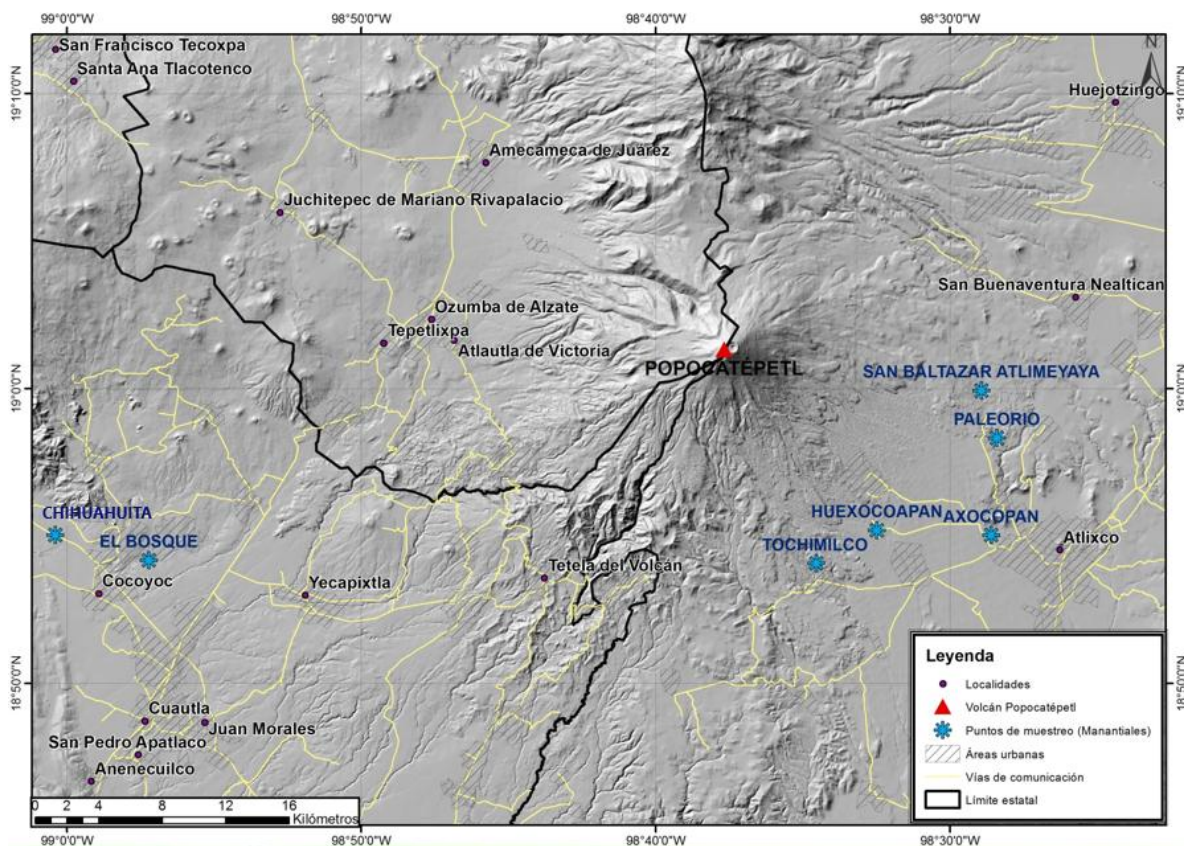 99°0'0"W
98°50'0"W
98°40'0"W
98°30'0"W
N
San Francisco Tecoxpa
Santa Ana Tlacotenco
19°10'0"N
19°10'0"N
Huejotzingo
Amecameca de Juárez
Juchitepec de Mariano Rivapalacio
San Buenaventura Nealtican
Ozumba de Alzate
Tepetlixpa
Atlautla de Victoria
POPOCATÉPETL
SAN BALTAZAR ATLIMEYAYA
19°0'0"N
19°0'0"N
PALEORIO
CHIHUAHUITA
HUEXOCOAPAN
AXOCOPAN
EL BOSQUE
TOCHIMILCO
Atlixco
Cocoyoc
Yecapixtla
Tetela del Volcán
18°50'0"N
18°50'0"N
Cuautla
Juan Morales
San Pedro Apatlaco
Anenecuilco
Leyenda
Localidades
Volcán Popocatépetl
Puntos de muestreo (Manantiales)
Áreas urbanas
Vías de comunicación
Límite estatal
0 2 4 8 12 16
Kilómetros
99°0'0"W
98°50'0"W
98°40'0"W
98°30'0"W